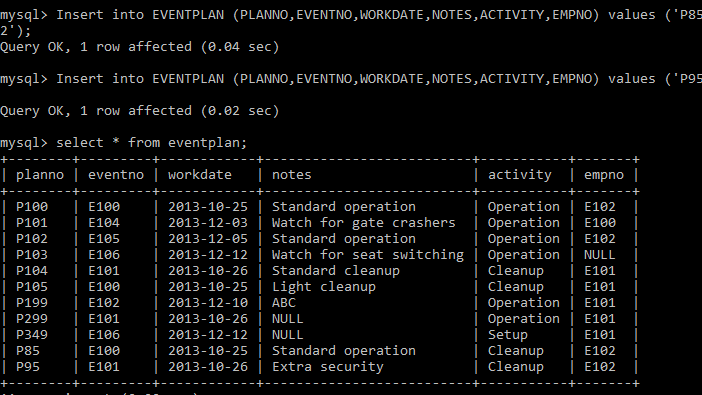 mysql> Insert into EVENTPLAN (PLANNO,EVENTNO,WORKDATE,NOTES,ACTIVITY,EMPNO) values ('P85
2');
Query OK, 1 row affected (0.04 sec)
mysql> Insert into EVENTPLAN (PLANNO,EVENTNO,WORKDATE,NOTES,ACTIVITY,EMPNO) values ('P95
Query OK, 1 row affected (0.02 sec)
mysql> select * from eventplan;
+--------+---------+------------+-------------------------+-----------+-------+
| planno | eventno | workdate   | notes                   | activity  | empno |
+--------+---------+------------+-------------------------+-----------+-------+
| P100   | E100    | 2013-10-25 | Standard operation      | Operation | E102  |
| P101   | E104    | 2013-12-03 | Watch for gate crashers | Operation | E100  |
| P102   | E105    | 2013-12-05 | Standard operation      | Operation | E102  |
| P103   | E106    | 2013-12-12 | Watch for seat switching | Operation | NULL  |
| P104   | E101    | 2013-10-26 | Standard cleanup        | Cleanup   | E101  |
| P105   | E100    | 2013-10-25 | Light cleanup           | Cleanup   | E101  |
| P199   | E102    | 2013-12-10 | ABC                     | Operation | E101  |
| P299   | E101    | 2013-10-26 | NULL                    | Operation | E101  |
| P349   | E106    | 2013-12-12 | NULL                    | Setup     | E101  |
| P85    | E100    | 2013-10-25 | Standard operation      | Cleanup   | E102  |
| P95    | E101    | 2013-10-26 | Extra security          | Cleanup   | E102  |
+--------+---------+------------+-------------------------+-----------+-------+